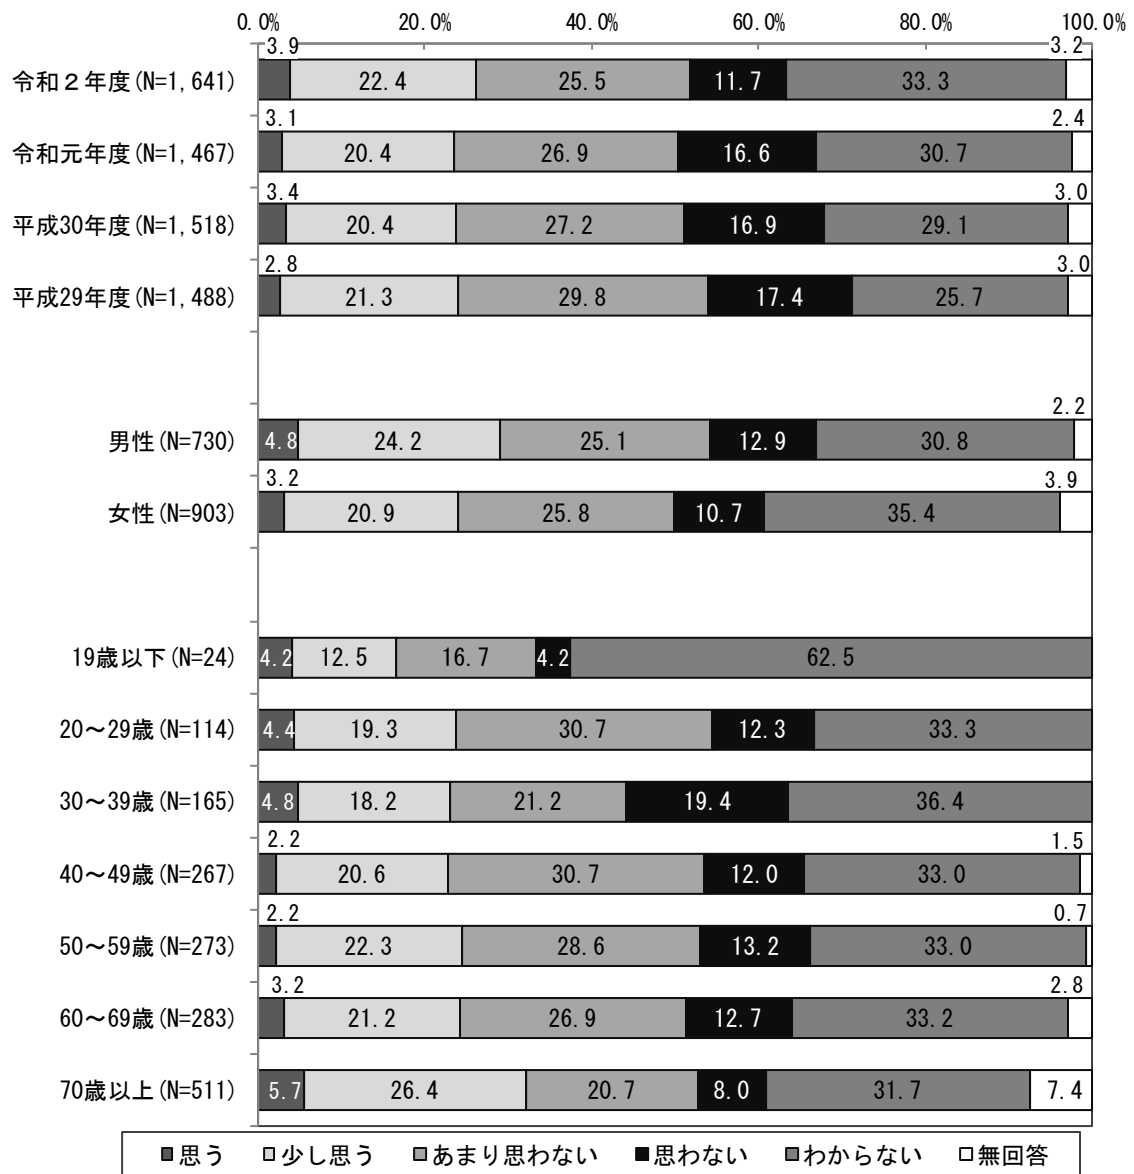 0.0% 20.0% 40.0% 60.0% 80.0% 100.0%
3.9 3.2
令和２年度(N=1,641) 22.4 25.5 11.7 33.3
3.1 2.4
令和元年度(N=1,467) 20.4 26.9 16.6 30.7
3.4 3.0
平成30年度(N=1,518) 20.4 27.2 16.9 29.1
2.8 3.0
平成29年度(N=1,488) 21.3 29.8 17.4 25.7
2.2
男性(N=730) 4.8 24.2 25.1 12.9 30.8
3.2 3.9
女性(N=903) 20.9 25.8 10.7 35.4
19歳以下(N=24) 4.2 12.5 16.7 4.2 62.5
20～29歳(N=114) 4.4 19.3 30.7 12.3 33.3
30～39歳(N=165) 4.8 18.2 21.2 19.4 36.4
2.2 1.5
40～49歳(N=267) 20.6 30.7 12.0 33.0
2.2 0.7
50～59歳(N=273) 22.3 28.6 13.2 33.0
3.2 2.8
60～69歳(N=283) 21.2 26.9 12.7 33.2
70歳以上(N=511) 5.7 26.4 20.7 8.0 31.7 7.4
思う 少し思う あまり思わない 思わない わからない 無回答